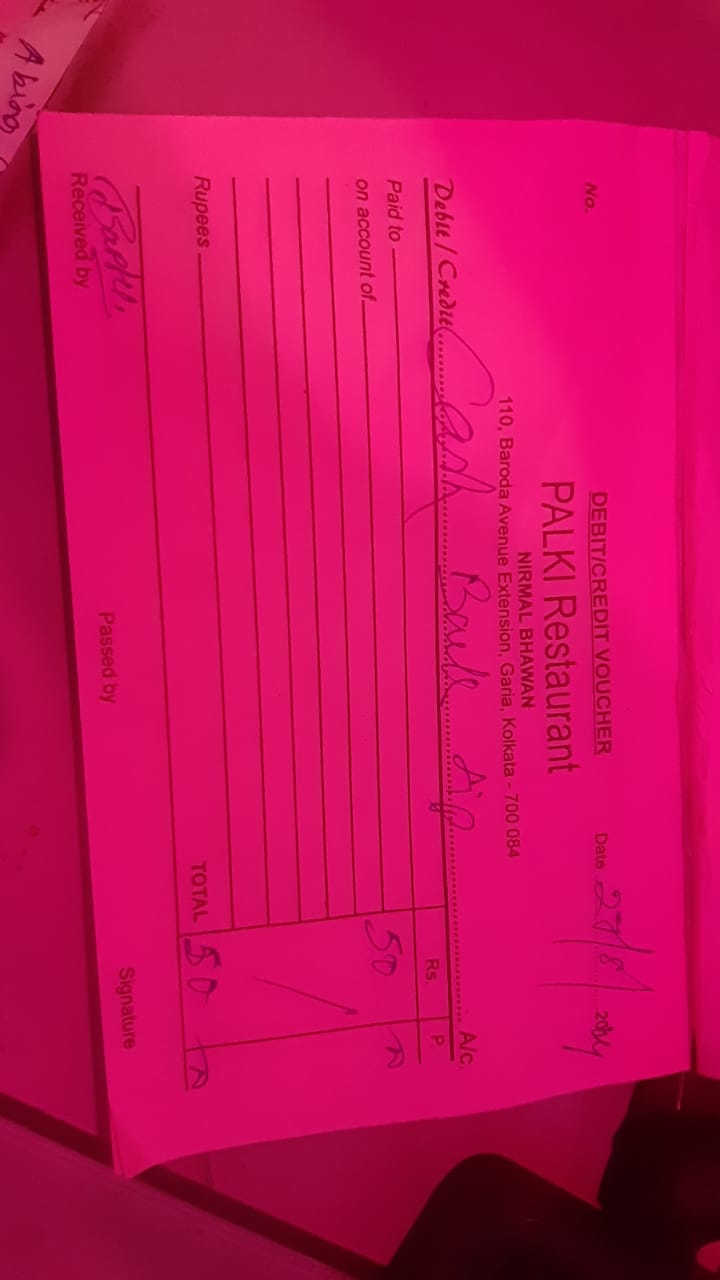 DEBIT/CREDIT VOUCHER
No.
Date 27/8/ 2024
PALKI Restaurant
NIRMAL BHAWAN
110, Baroda Avenue Extension, Garia, Kolkata - 700 084
Debit / Credit Cash A/c.
Rs. P.
Paid to 50
on account of
Rupees TOTAL 50
Received by Passed by Signature